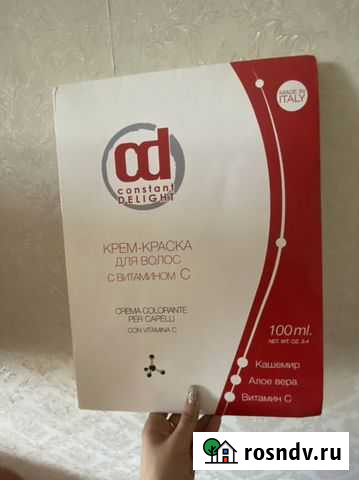 MADE IN
ITALY
cd
constant
DELIGHT
КРЕМ-КРАСКА
ДЛЯ ВОЛОС
С ВИТАМИНОМ C
CREMA COLORANTE
PER CAPELLI
CON VITAMINA C
100 ml.
NET. WT. OZ. 3.4
Кашемир
Алое вера
Витамин С
rosndv.ru